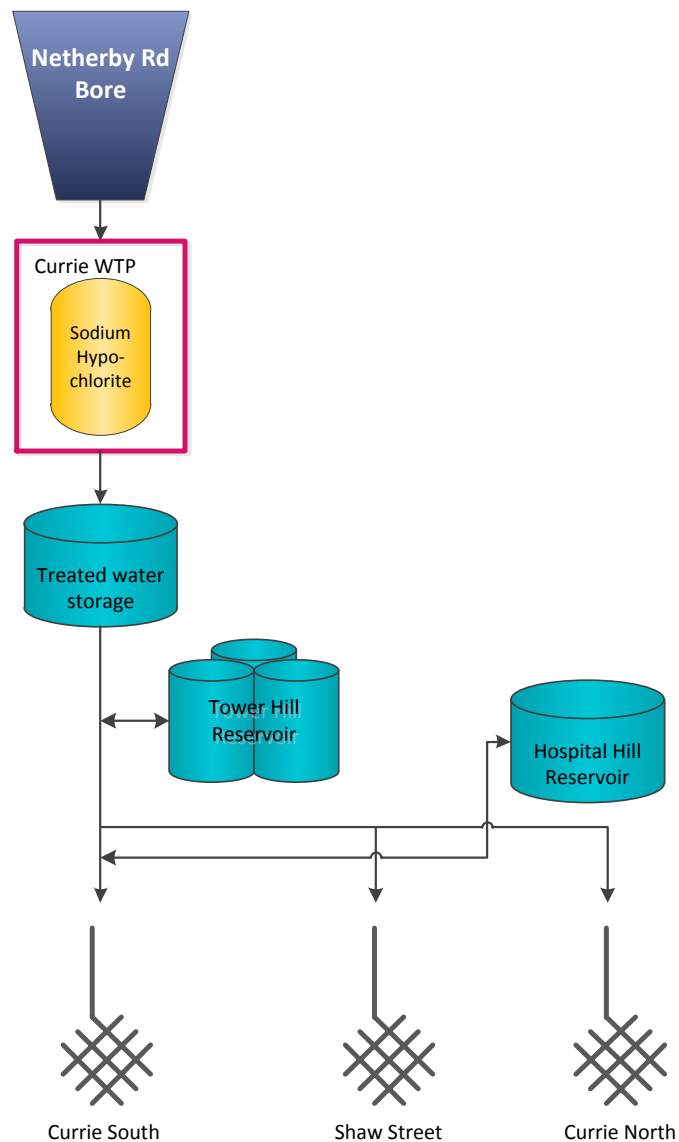 Netherby Rd
Bore
Currie WTP
Sodium
Hypo-
chlorite
Treated water
storage
Tower Hill
Reservoir
Hospital Hill
Reservoir
Currie South
Shaw Street
Currie North